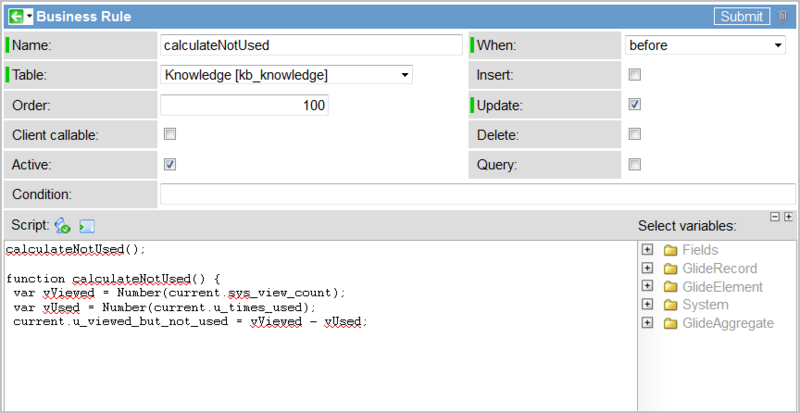 Business Rule
Submit
Name:
calculateNotUsed
When:
before
Table:
Knowledge [kb_knowledge]
Insert:
Order:
100
Update:
Client callable:
Delete:
Active:
Query:
Condition:
Script:
Select variables:
calculateNotUsed();
function calculateNotUsed() {
var vViewed = Number(current.sys_view_count);
var vUsed = Number(current.u_times_used);
current.u_viewed_but_not_used = vViewed - vUsed;
Fields
GlideRecord
GlideElement
System
GlideAggregate